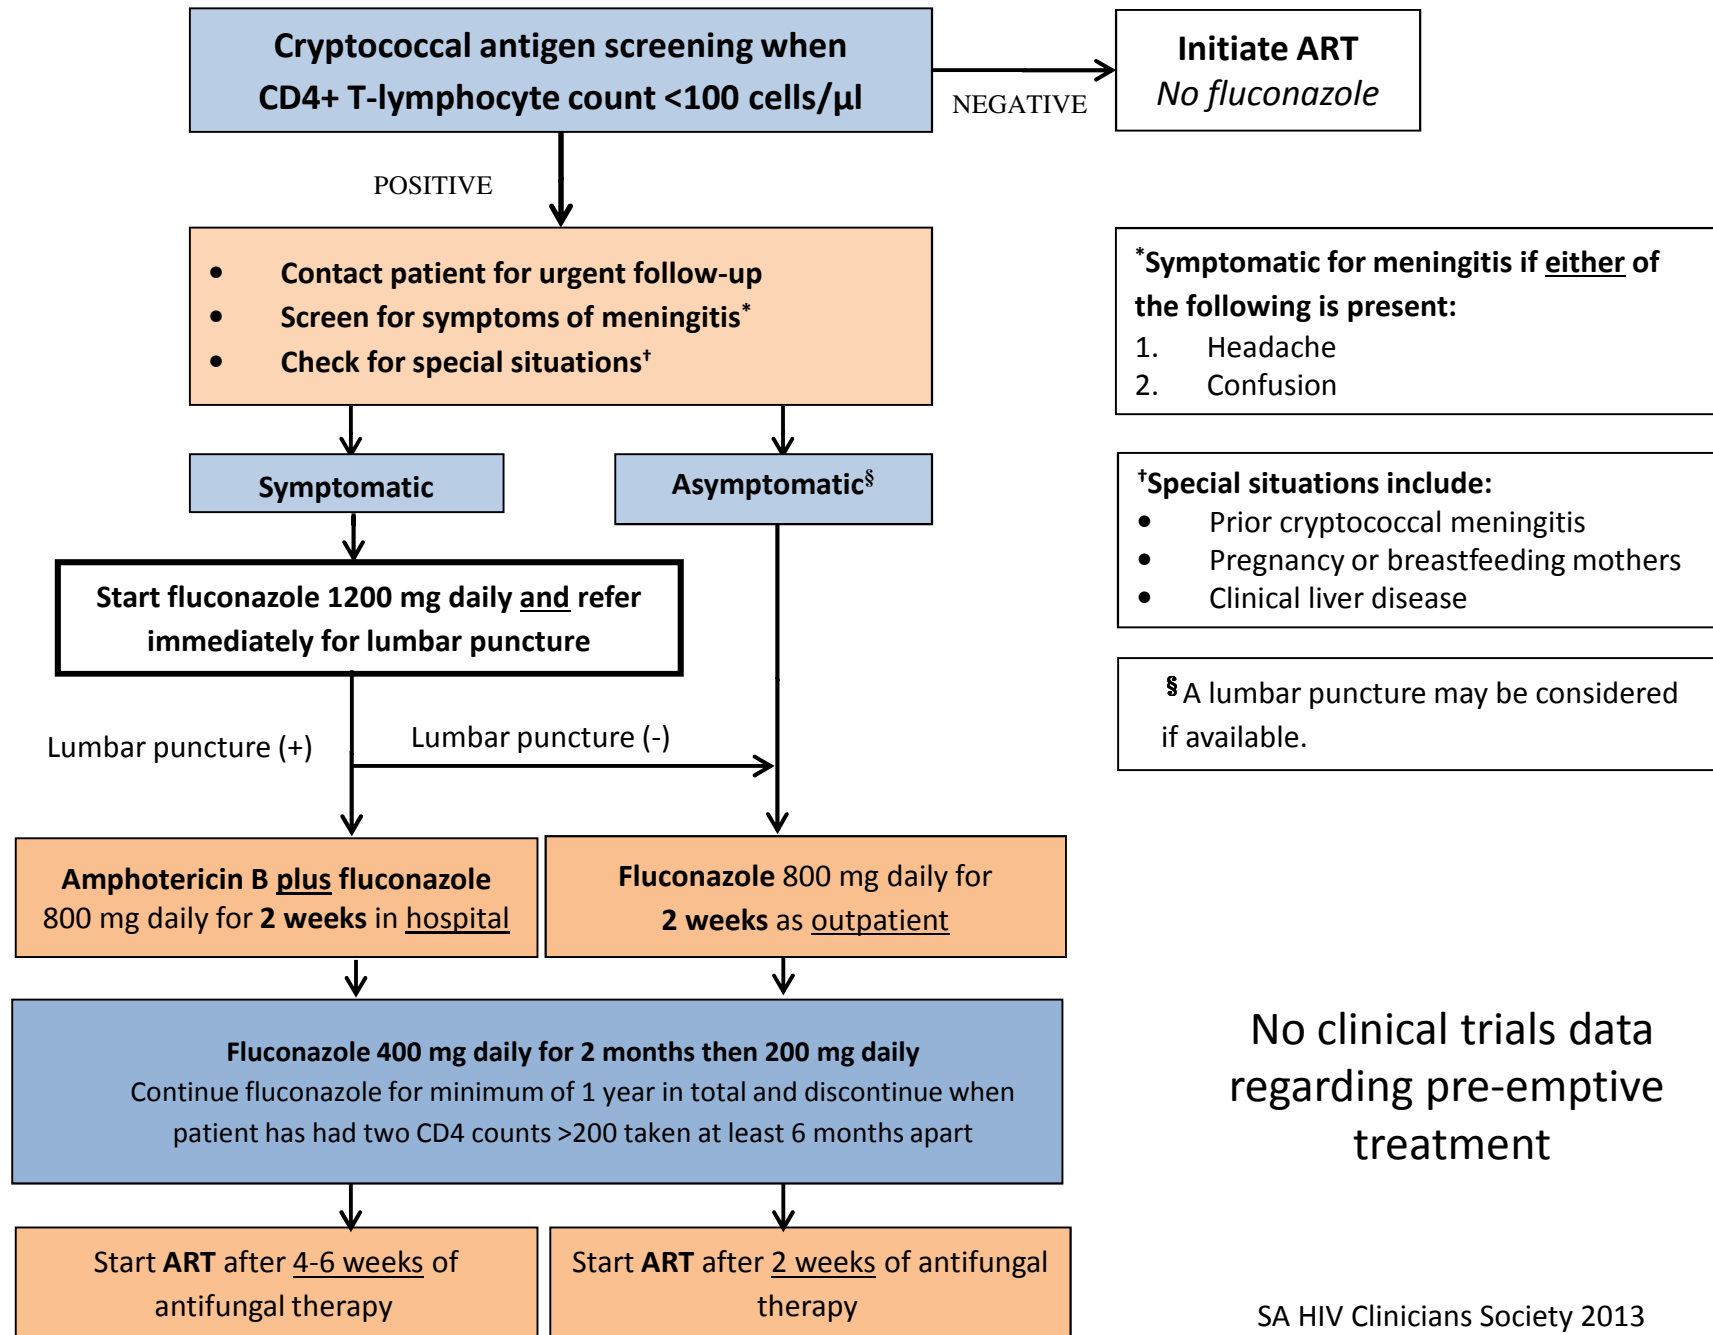 Cryptococcal antigen screening when
CD4+ T-lymphocyte count <100 cells/µl
NEGATIVE
Initiate ART
No fluconazole
POSITIVE
• Contact patient for urgent follow-up
• Screen for symptoms of meningitis*
• Check for special situations†
*Symptomatic for meningitis if either of
the following is present:
1. Headache
2. Confusion
Symptomatic
Asymptomatic§
†Special situations include:
• Prior cryptococcal meningitis
• Pregnancy or breastfeeding mothers
• Clinical liver disease
Start fluconazole 1200 mg daily and refer
immediately for lumbar puncture
§ A lumbar puncture may be considered
if available.
Lumbar puncture (+)
Lumbar puncture (-)
Amphotericin B plus fluconazole
800 mg daily for 2 weeks in hospital
Fluconazole 800 mg daily for
2 weeks as outpatient
Fluconazole 400 mg daily for 2 months then 200 mg daily
Continue fluconazole for minimum of 1 year in total and discontinue when
patient has had two CD4 counts >200 taken at least 6 months apart
No clinical trials data
regarding pre-emptive
treatment
Start ART after 4-6 weeks of
antifungal therapy
Start ART after 2 weeks of antifungal
therapy
SA HIV Clinicians Society 2013